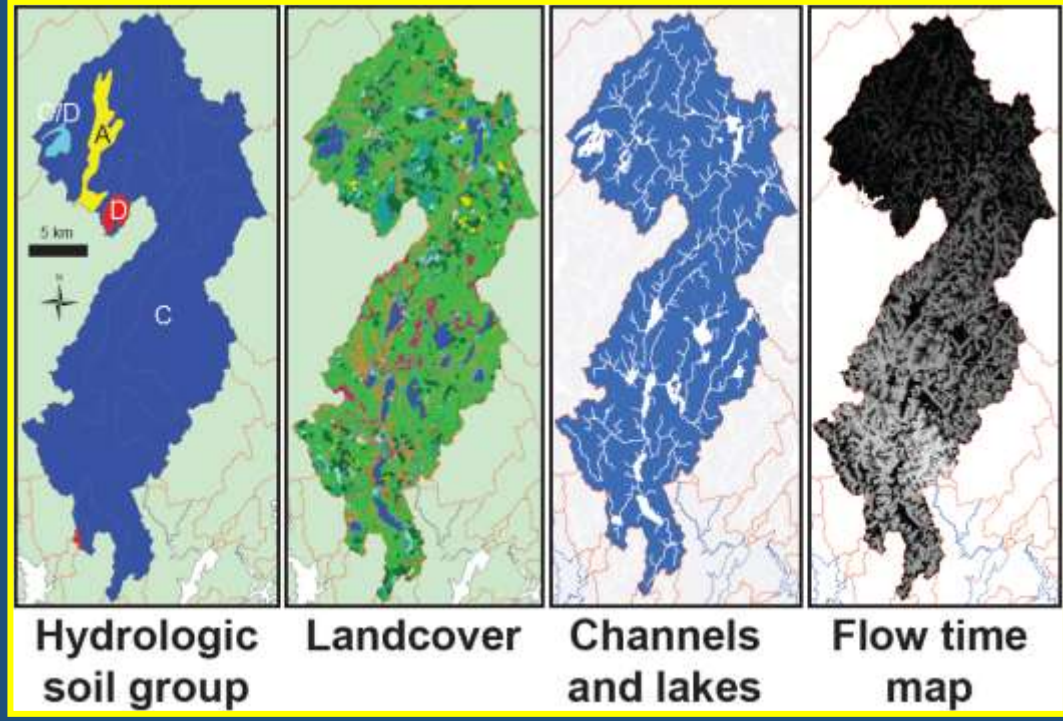 C/D
A
D
5 km
N
C
Hydrologic
soil group
Landcover
Channels
and lakes
Flow time
map